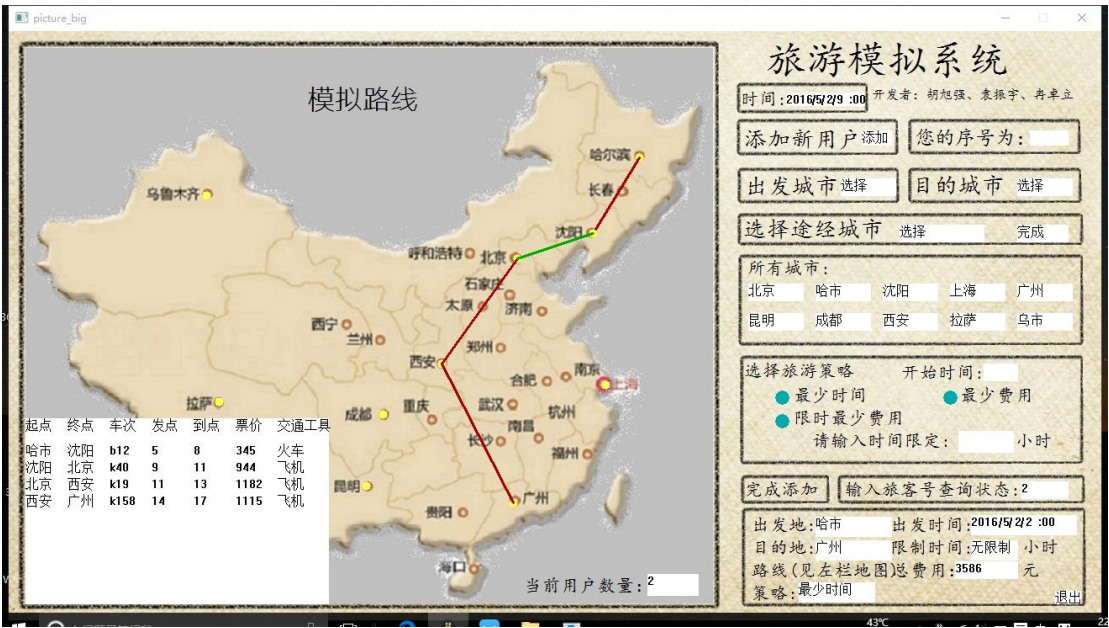 picture_big
旅游模拟系统
模拟路线
时间:2016/5/2/9 :00 开发者：胡旭强、袁振宇、冉卓立
添加新用户 添加 您的序号为:
出发城市 选择 目的城市 选择
选择途经城市 选择 完成
所有城市:
北京 哈市 沈阳 上海 广州
昆明 成都 西安 拉萨 乌市
选择旅游策略 开始时间:
最少时间 最少费用
限时最少费用
请输入时间限定: 小时
完成添加 输入旅客号查询状态:2
出发地:哈市 出发时间:2016/5/2/2 :00
目的地:广州 限制时间:无限制 小时
路线(见左栏地图)总费用:3586 元
策略:最少时间
退出
哈尔滨
长春
乌鲁木齐
沈阳
呼和浩特
北京
石家庄
太原
济南
西宁
兰州
郑州
西安
合肥
南京
上海
拉萨
成都
重庆
武汉
杭州
南昌
长沙
福州
昆明
广州
贵阳
海口
起点 终点 车次 发点 到点 票价 交通工具
哈市 沈阳 b12 5 8 345 火车
沈阳 北京 k40 9 11 944 飞机
北京 西安 k19 11 13 1182 飞机
西安 广州 k158 14 17 1115 飞机
当前用户数量:2
43℃